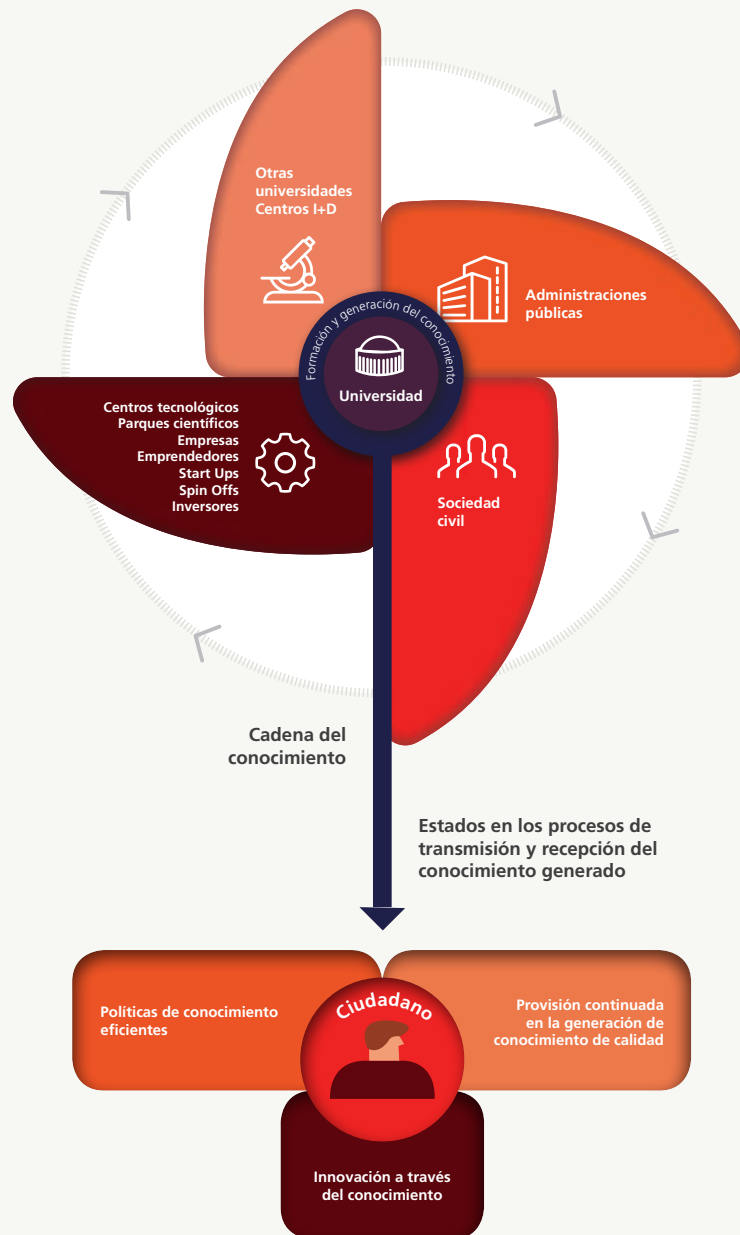 Otras
universidades
Centros I+D
Administraciones
públicas
Formación y generación del conocimiento
Universidad
Centros tecnológicos
Parques científicos
Empresas
Emprendedores
Start Ups
Spin Offs
Inversores
Sociedad
civil
Cadena del
conocimiento
Estados en los procesos de
transmisión y recepción del
conocimiento generado
Políticas de conocimiento
eficientes
Ciudadano
Provisión continuada
en la generación de
conocimiento de calidad
Innovación a través
del conocimiento